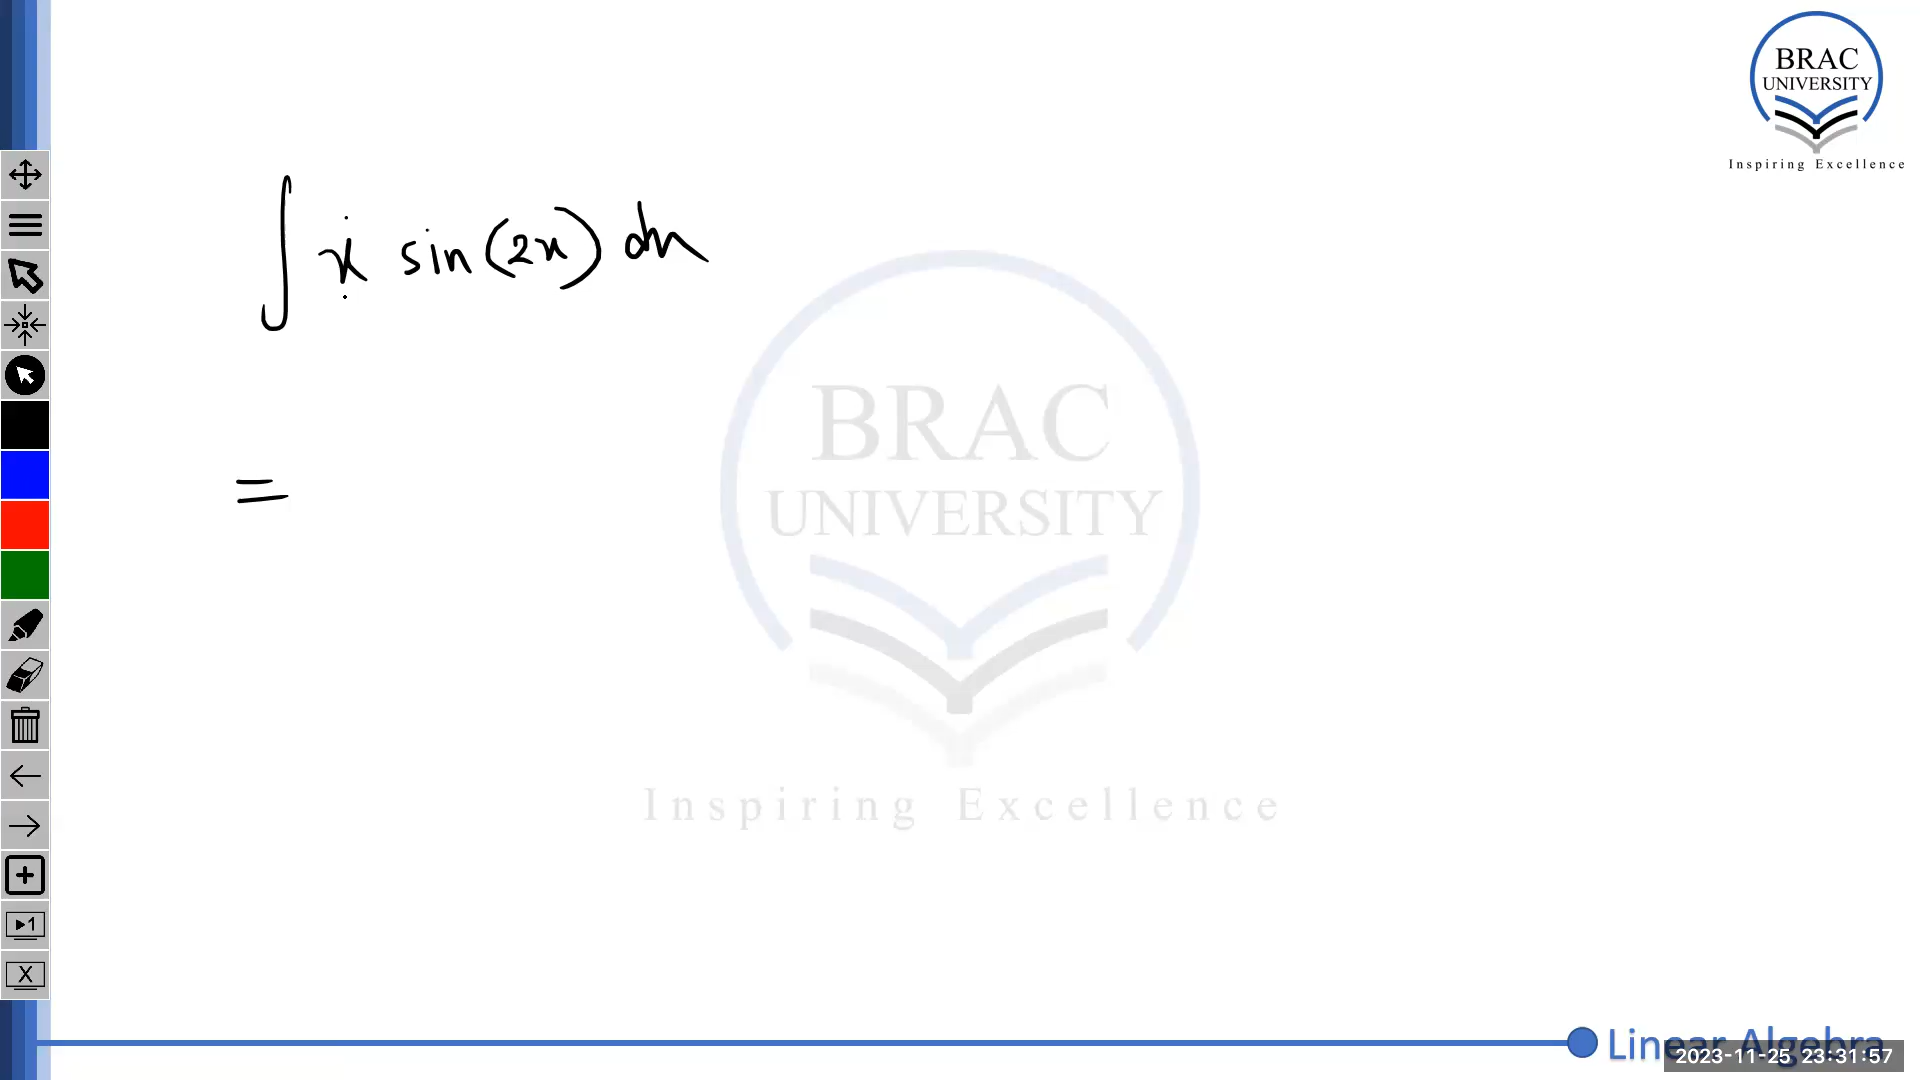 BRAC
UNIVERSITY
Inspiring Excellence
∫ x sin(2x) dx
=
BRAC
UNIVERSITY
Inspiring Excellence
▶1
X
Linear Algebra
2023-11-25 23:31:57